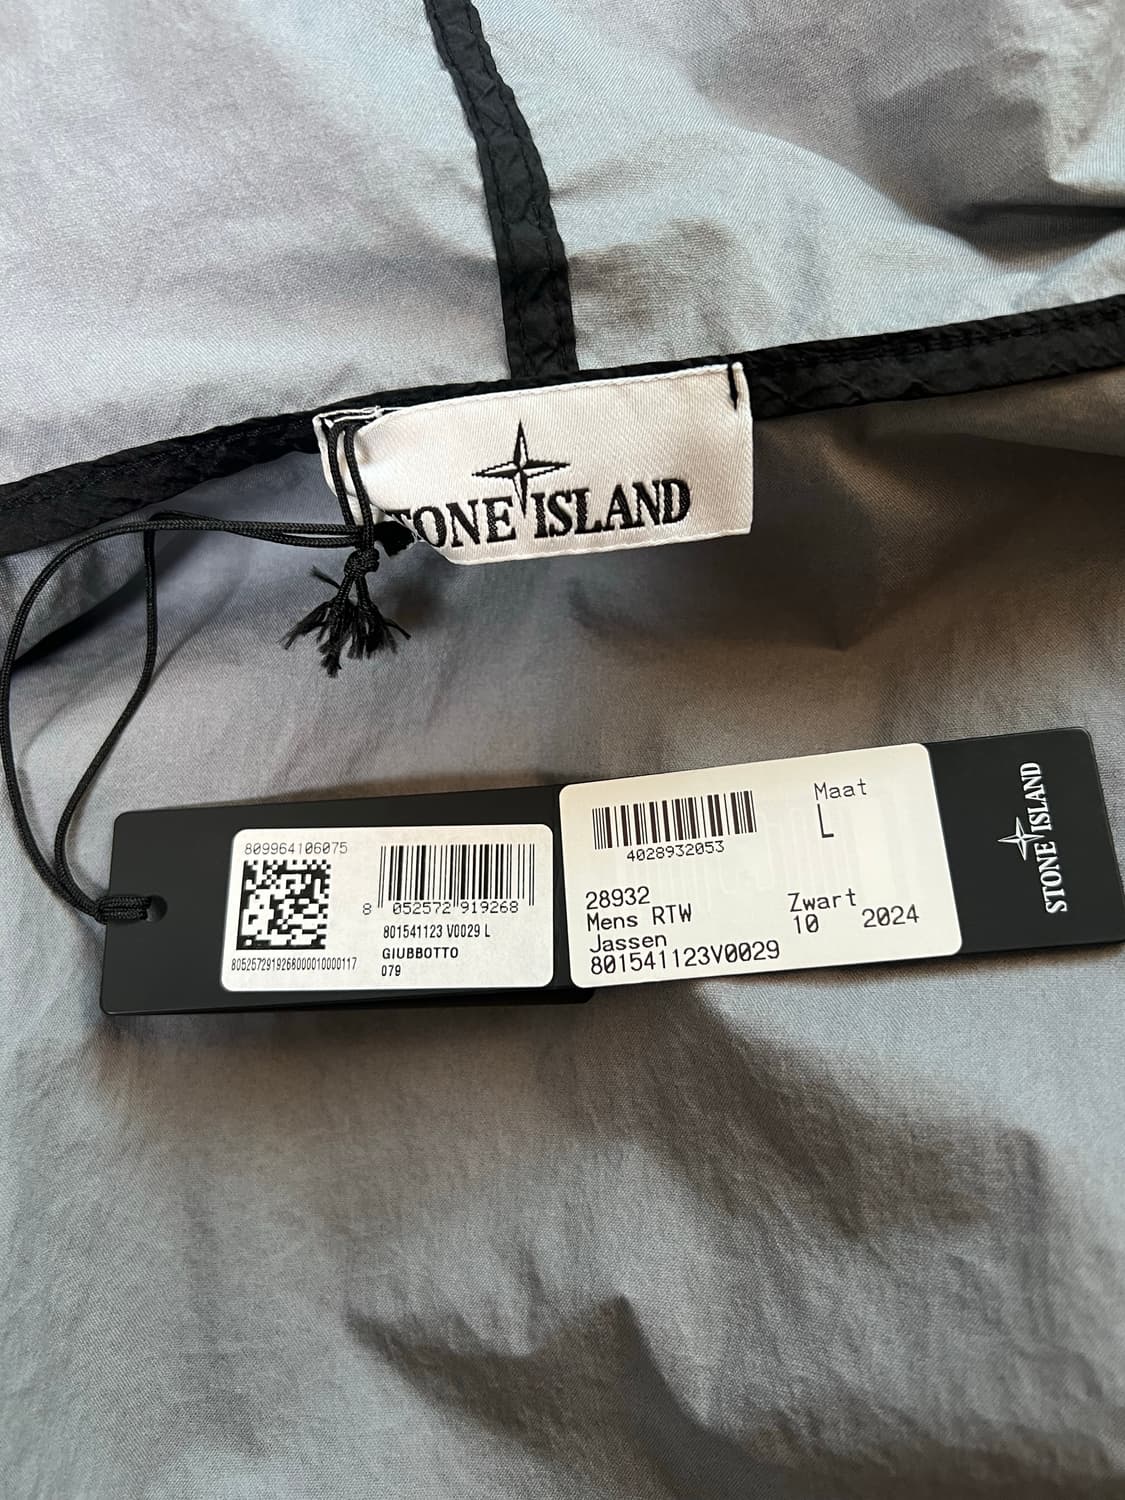 STONE ISLAND
809964106075
8052572919268000010000117
8 052572 919268
801541123 V0029 L
GIUBBOTTO
079
4028932053
Maat
L
28932
Mens RTW
Jassen
801541123V0029
Zwart
10 2024
STONE ISLAND